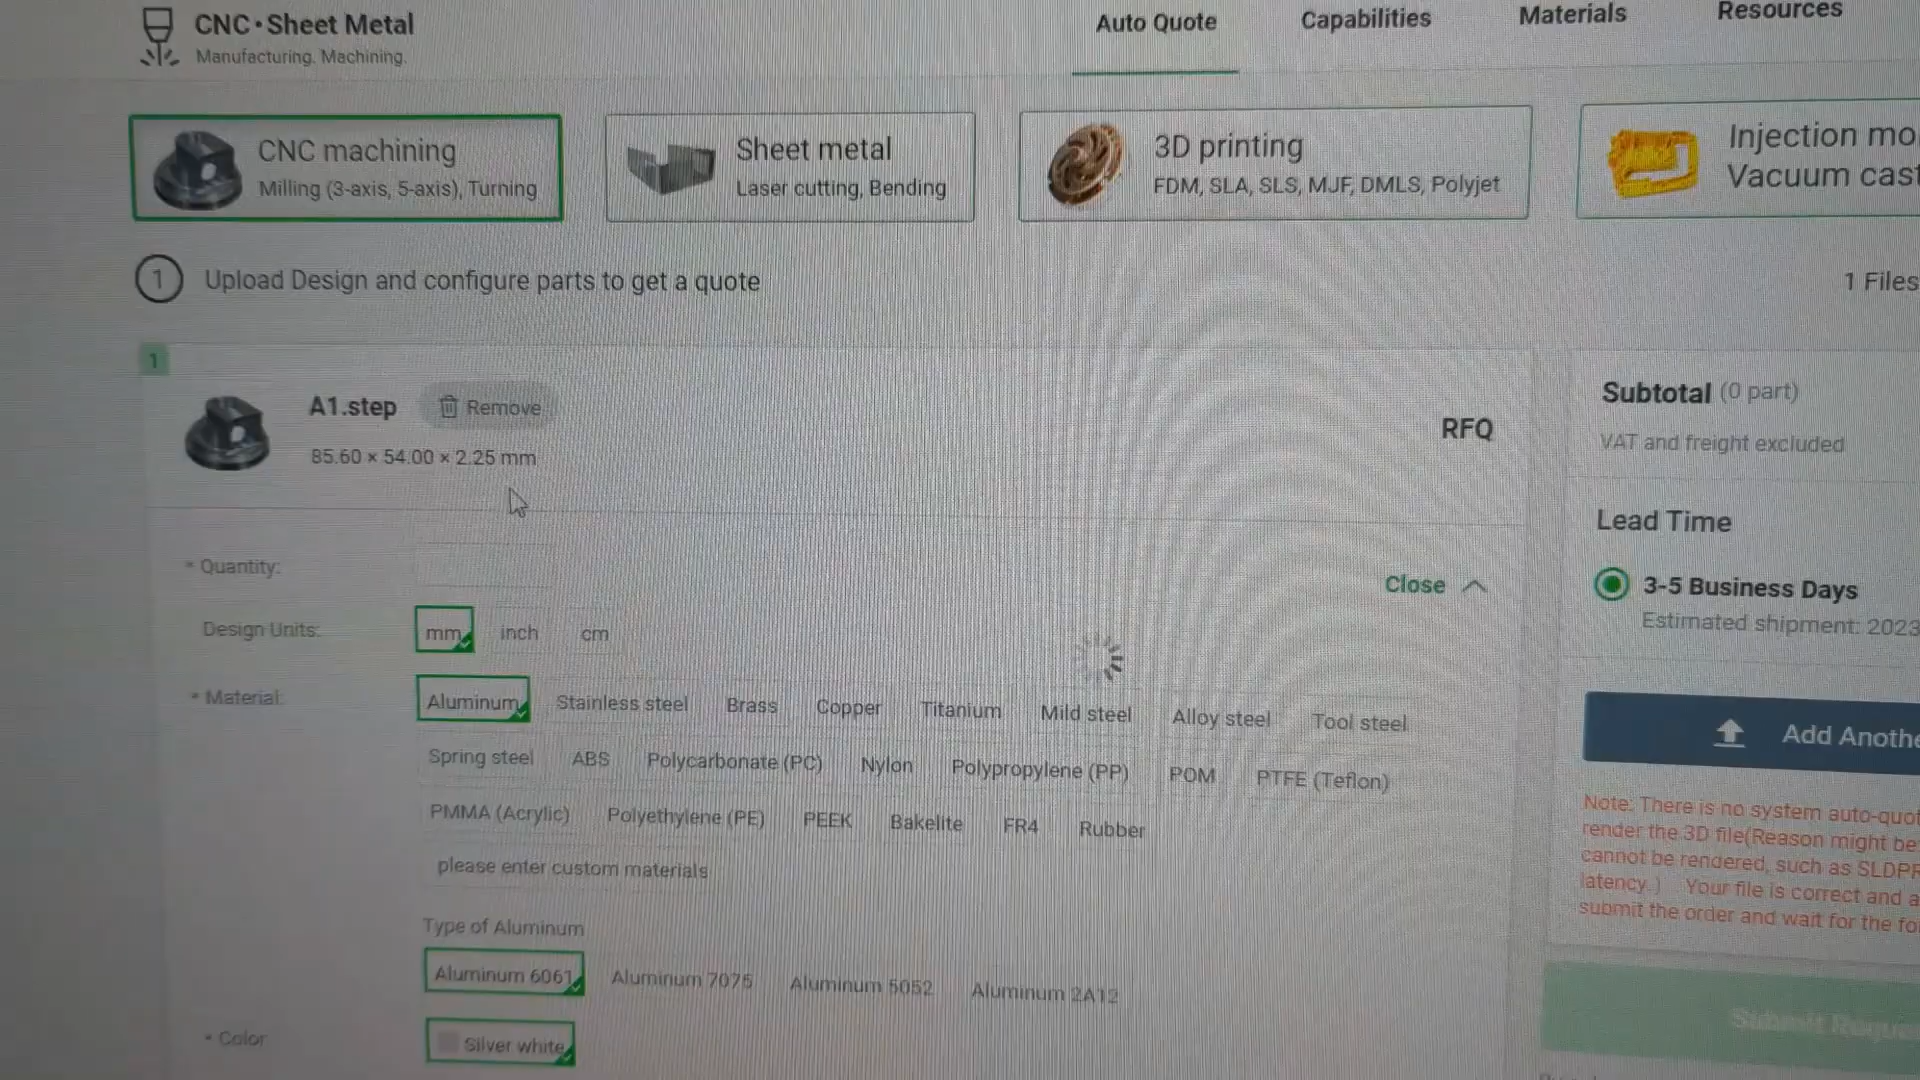 CNC•Sheet Metal
Manufacturing. Machining.
Auto Quote
Capabilities
Materials
Resources
CNC machining
Milling (3-axis, 5-axis), Turning
Sheet metal
Laser cutting, Bending
3D printing
FDM, SLA, SLS, MJF, DMLS, Polyjet
Injection mo
Vacuum cast
1 Upload Design and configure parts to get a quote
1 Files
1
A1.step
Remove
85.60 × 54.00 × 2.25 mm
RFQ
Subtotal (0 part)
VAT and freight excluded
Lead Time
3-5 Business Days
Estimated shipment: 2023
* Quantity:
Close
Design Units:
mm
inch
cm
* Material:
Aluminum
Stainless steel
Brass
Copper
Titanium
Mild steel
Alloy steel
Tool steel
Spring steel
ABS
Polycarbonate (PC)
Nylon
Polypropylene (PP)
POM
PTFE (Teflon)
PMMA (Acrylic)
Polyethylene (PE)
PEEK
Bakelite
FR4
Rubber
please enter custom materials
Add Anothe
Note: There is no system auto-quot
render the 3D file(Reason might be
cannot be rendered, such as SLDPR
latency.) Your file is correct and a
submit the order and wait for the fo
Type of Aluminum
Aluminum 6061
Aluminum 7075
Aluminum 5052
Aluminum 2A12
* Color
Silver white
Submit Reque